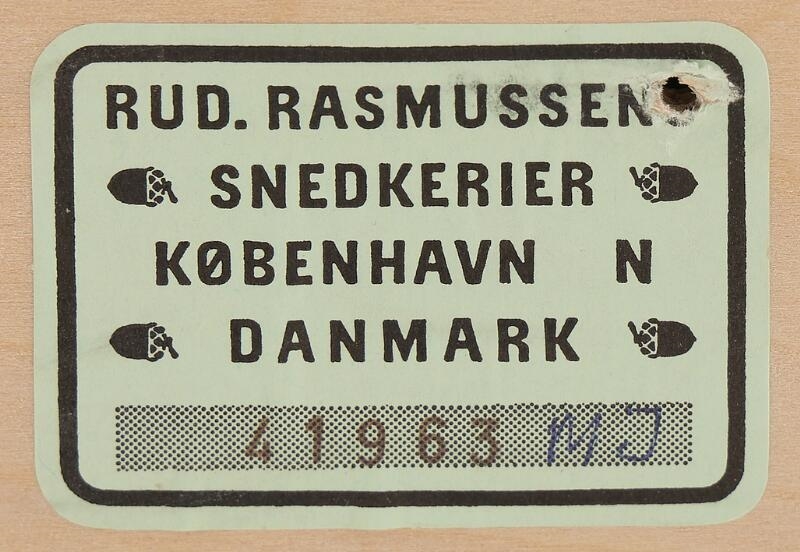 RUD. RASMUSSEN
SNEDKERIER
KØBENHAVN N
DANMARK
41963 MJ